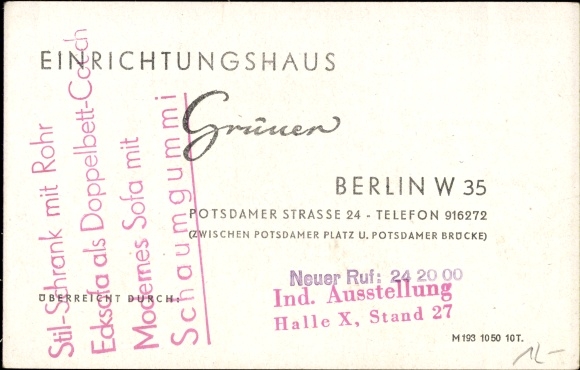 EINRICHTUNGSHAUS
Grüner
BERLIN W 35
POTSDAMER STRASSE 24 - TELEFON 916272
(ZWISCHEN POTSDAMER PLATZ U. POTSDAMER BRÜCKE)
Neuer Ruf: 24 20 00
ÜBERREICHT DURCH:
Ind. Ausstellung
Halle X, Stand 27
M 193 1050 10T.
12.-
Stil-Schrank mit Rohr
Ecksofa als Doppelbett-Couch
Modernes Sofa mit
Schaumgummi